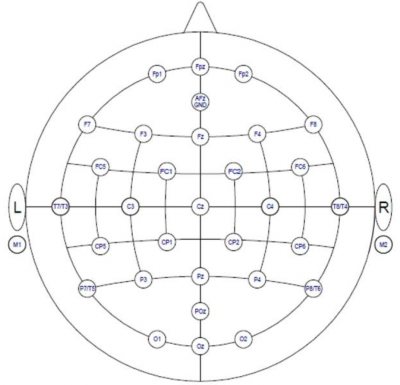 Fpz
Fp1
Fp2
AFz
GND
F7
F3
Fz
F4
F8
FC5
FC1
FC2
FC6
L
T7/T3
C3
Cz
C4
T8/T4
R
M1
CP5
CP1
CP2
CP6
M2
P7/T5
P3
Pz
P4
P8/T6
POz
O1
Oz
O2